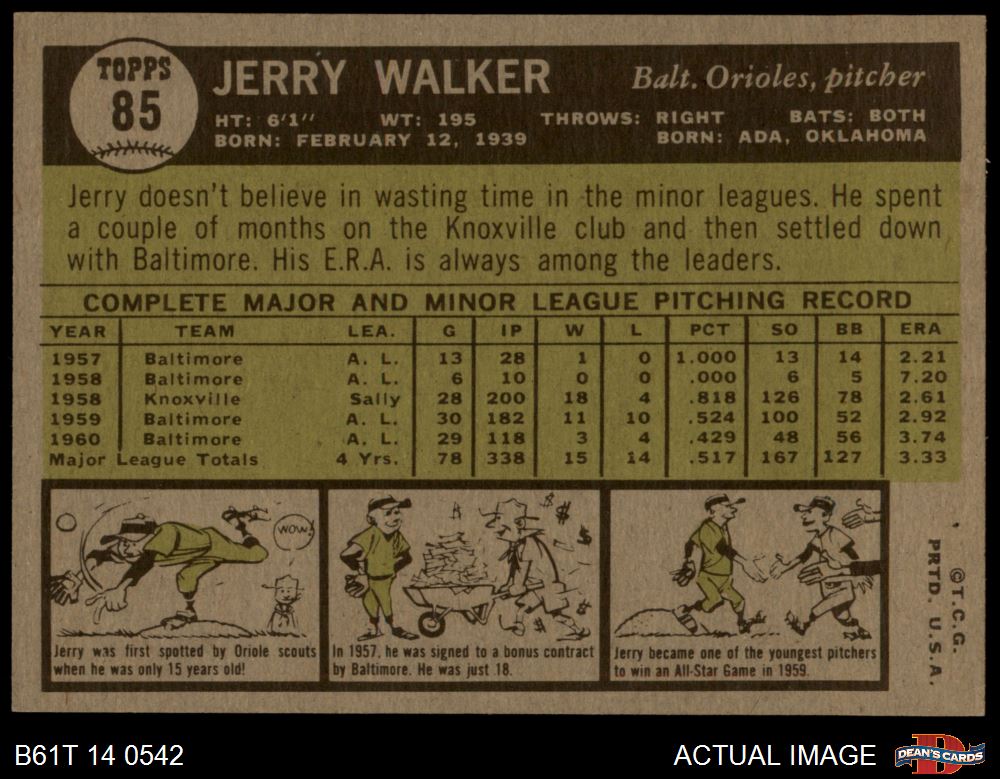 TOPPS
85
JERRY WALKER
Balt. Orioles, pitcher
HT: 6'1" WT: 195 THROWS: RIGHT BATS: BOTH
BORN: FEBRUARY 12, 1939 BORN: ADA, OKLAHOMA
Jerry doesn't believe in wasting time in the minor leagues. He spent
a couple of months on the Knoxville club and then settled down
with Baltimore. His E.R.A. is always among the leaders.
COMPLETE MAJOR AND MINOR LEAGUE PITCHING RECORD
YEAR TEAM LEA. G IP W L PCT SO BB ERA
1957 Baltimore A. L. 13 28 1 0 1.000 13 14 2.21
1958 Baltimore A. L. 6 10 0 0 .000 6 5 7.20
1958 Knoxville Sally 28 200 18 4 .818 126 78 2.61
1959 Baltimore A. L. 30 182 11 10 .524 100 52 2.92
1960 Baltimore A. L. 29 118 3 4 .429 48 56 3.74
Major League Totals 4 Yrs. 78 338 15 14 .517 167 127 3.33
WOW!
Jerry was first spotted by Oriole scouts
when he was only 15 years old!
$ $ $ $ $
In 1957, he was signed to a bonus contract
by Baltimore. He was just 18.
Jerry became one of the youngest pitchers
to win an All-Star Game in 1959.
©T.C.G.
PRTD. U.S.A.
B61T 14 0542
ACTUAL IMAGE
DEAN'S CARDS